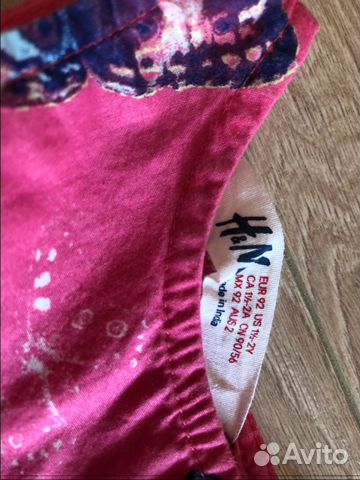 H&M
EUR 92 US 1½-2Y
CA 1½-2A CN 90/56
MX 92 AUS 2
Made in India
Avito